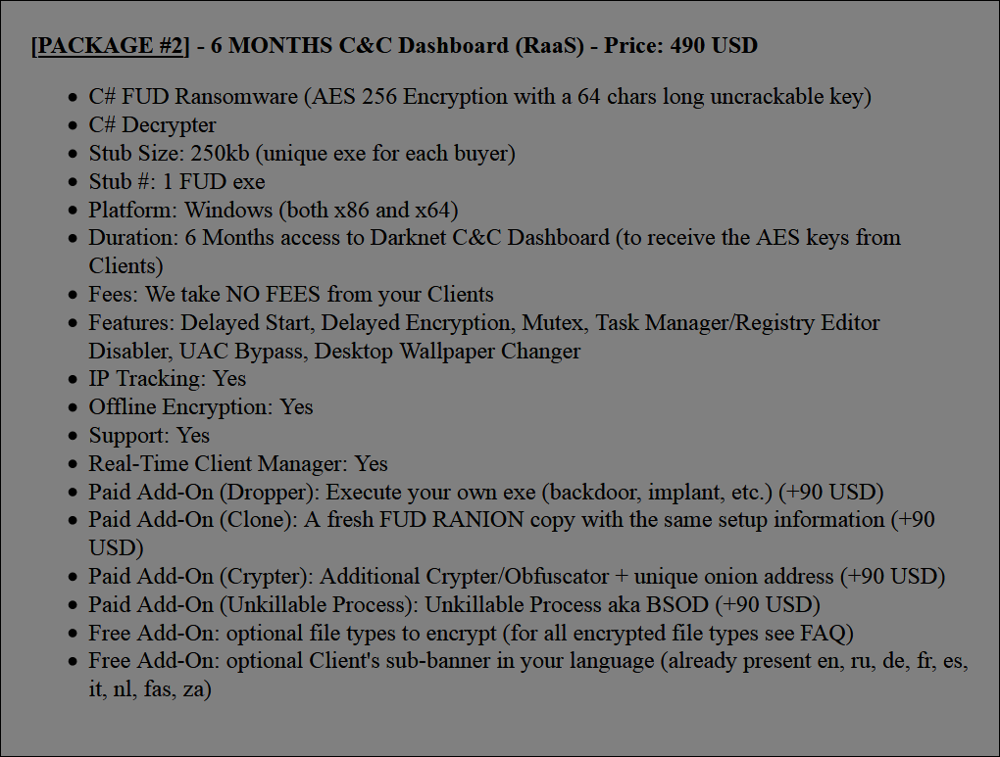 [PACKAGE #2] - 6 MONTHS C&C Dashboard (RaaS) - Price: 490 USD
• C# FUD Ransomware (AES 256 Encryption with a 64 chars long uncrackable key)
• C# Decrypter
• Stub Size: 250kb (unique exe for each buyer)
• Stub #: 1 FUD exe
• Platform: Windows (both x86 and x64)
• Duration: 6 Months access to Darknet C&C Dashboard (to receive the AES keys from
Clients)
• Fees: We take NO FEES from your Clients
• Features: Delayed Start, Delayed Encryption, Mutex, Task Manager/Registry Editor
Disabler, UAC Bypass, Desktop Wallpaper Changer
• IP Tracking: Yes
• Offline Encryption: Yes
• Support: Yes
• Real-Time Client Manager: Yes
• Paid Add-On (Dropper): Execute your own exe (backdoor, implant, etc.) (+90 USD)
• Paid Add-On (Clone): A fresh FUD RANION copy with the same setup information (+90
USD)
• Paid Add-On (Crypter): Additional Crypter/Obfuscator + unique onion address (+90 USD)
• Paid Add-On (Unkillable Process): Unkillable Process aka BSOD (+90 USD)
• Free Add-On: optional file types to encrypt (for all encrypted file types see FAQ)
• Free Add-On: optional Client's sub-banner in your language (already present en, ru, de, fr, es,
it, nl, fas, za)